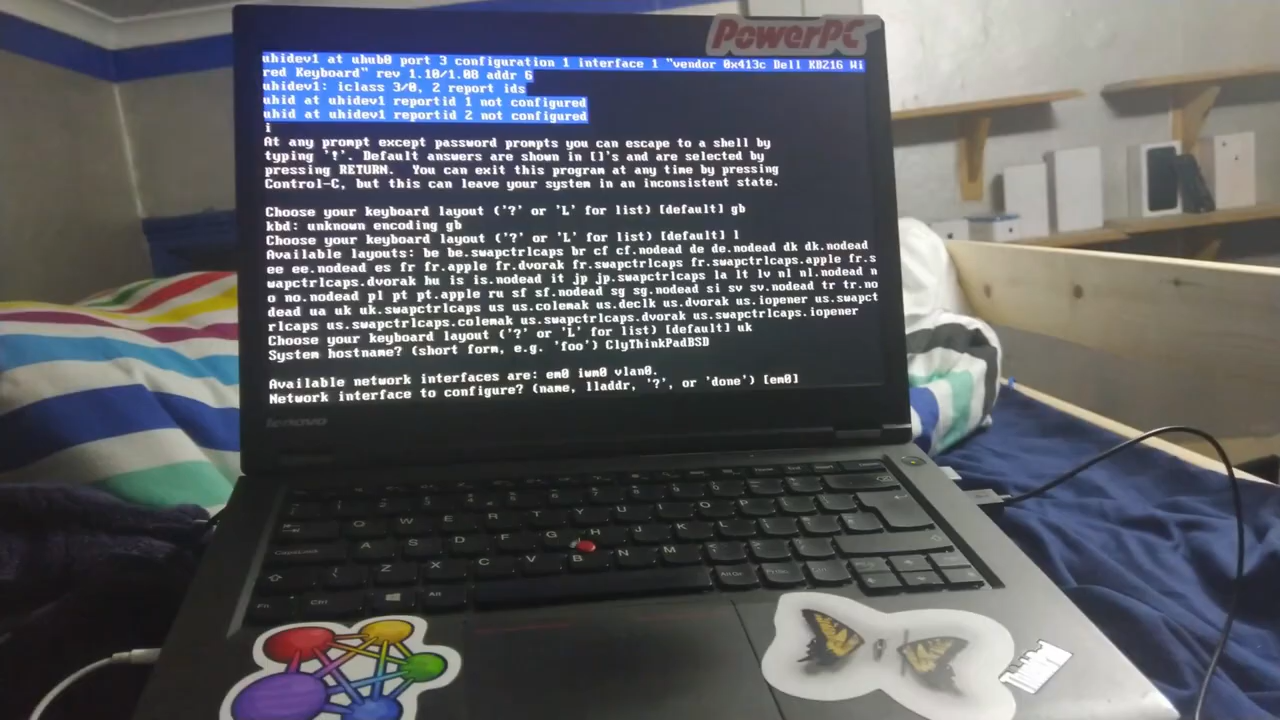 PowerPC
uhidev1 at uhub0 port 3 configuration 1 interface 1 "vendor 0x413c Dell KB216 Wi
red Keyboard" rev 1.10/1.08 addr 6
uhidev1: iclass 3/0, 2 report ids
uhid at uhidev1 reportid 1 not configured
uhid at uhidev1 reportid 2 not configured
i
At any prompt except password prompts you can escape to a shell by
typing '!'. Default answers are shown in []'s and are selected by
pressing RETURN.  You can exit this program at any time by pressing
Control-C, but this can leave your system in an inconsistent state.
Choose your keyboard layout ('?' or 'L' for list) [default] gb
kbd: unknown encoding gb
Choose your keyboard layout ('?' or 'L' for list) [default] l
Available layouts: be be.swapctrlcaps br cf cf.nodead de de.nodead dk dk.nodead
ee ee.nodead es fr fr.apple fr.dvorak fr.swapctrlcaps fr.swapctrlcaps.apple fr.s
wapctrlcaps.dvorak hu is is.nodead it jp jp.swapctrlcaps la lt lv nl nl.nodead n
o no.nodead pl pt pt.apple ru sf sf.nodead sg sg.nodead si sv sv.nodead tr tr.no
dead ua uk uk.swapctrlcaps us us.colemak us.declk us.dvorak us.iopener us.swapct
rlcaps us.swapctrlcaps.colemak us.swapctrlcaps.dvorak us.swapctrlcaps.iopener
Choose your keyboard layout ('?' or 'L' for list) [default] uk
System hostname? (short form, e.g. 'foo') ClyThinkPadBSD
Available network interfaces are: em0 iwm0 vlan0.
Network interface to configure? (name, lladdr, '?', or 'done') [em0]
lenovo
Q W E R T Y U I O P
CapsLock A S D F G H J K L
Z X C V B N M
Fn Ctrl Alt AltGr
ThinkPad